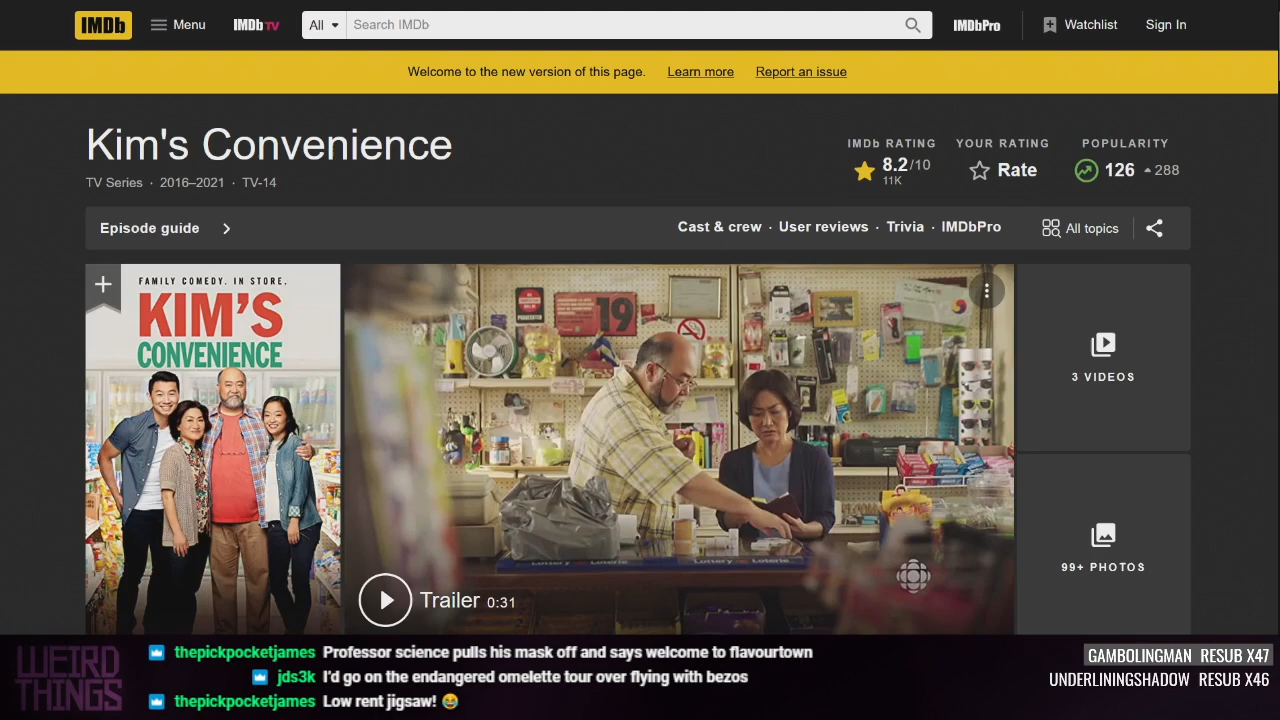 IMDb
Menu
IMDb TV
All
Search IMDb
IMDbPro
Watchlist
Sign In
Welcome to the new version of this page. Learn more Report an issue
Kim's Convenience
TV Series · 2016–2021 · TV-14
IMDb RATING
8.2/10
11K
YOUR RATING
Rate
POPULARITY
126 288
Episode guide
Cast & crew · User reviews · Trivia · IMDbPro
All topics
FAMILY COMEDY. IN STORE.
KIM'S
CONVENIENCE
19
Trailer 0:31
3 VIDEOS
99+ PHOTOS
WEIRD
THINGS
thepickpocketjames Professor science pulls his mask off and says welcome to flavourtown
jds3k I'd go on the endangered omelette tour over flying with bezos
thepickpocketjames Low rent jigsaw! 😂
GAMBOLINGMAN RESUB X47
UNDERLININGSHADOW RESUB X46